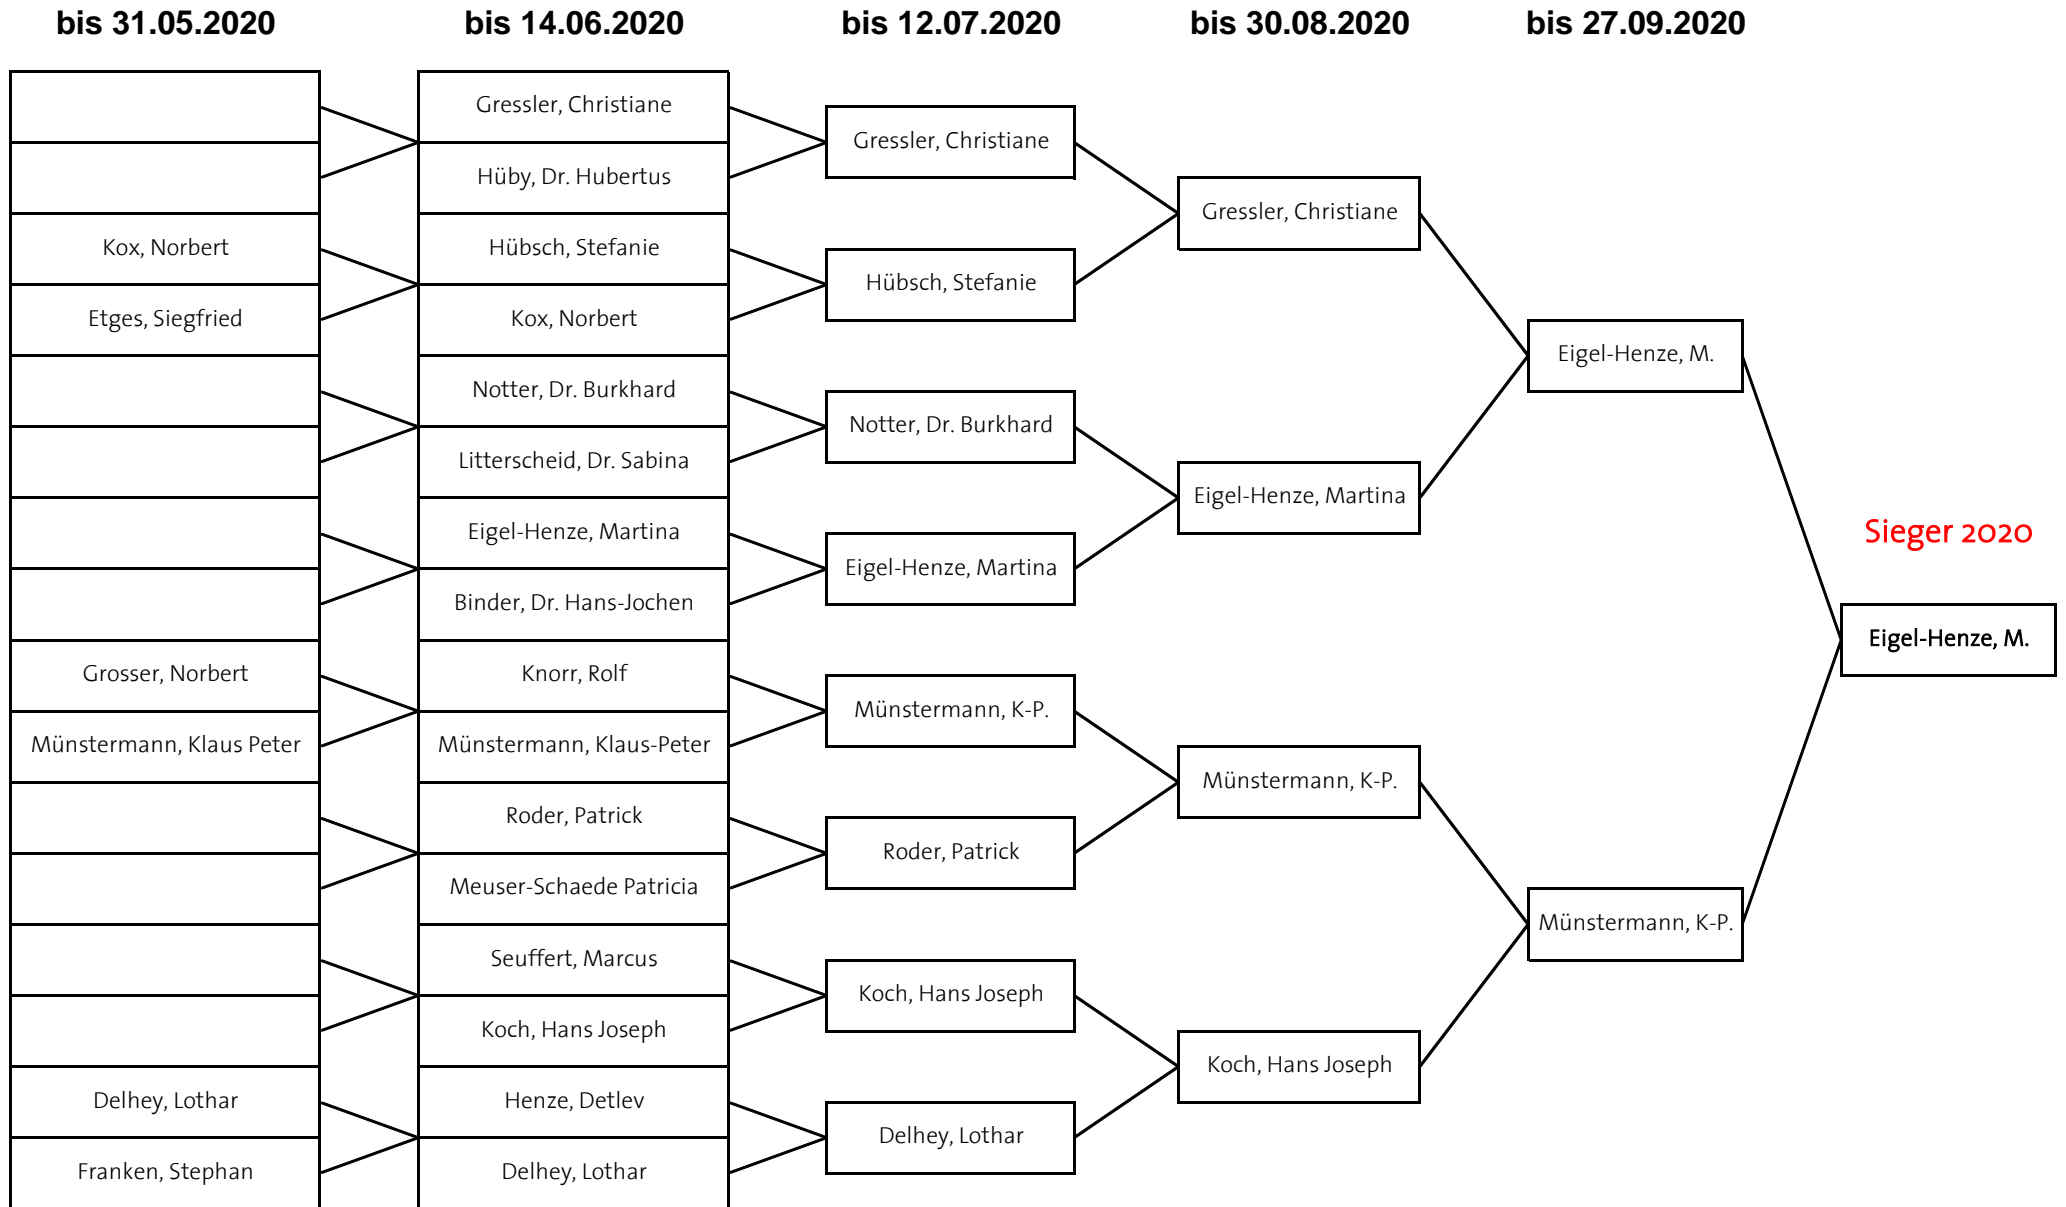 bis 31.05.2020
bis 14.06.2020
bis 12.07.2020
bis 30.08.2020
bis 27.09.2020
Kox, Norbert
Etges, Siegfried
Grosser, Norbert
Münstermann, Klaus Peter
Delhey, Lothar
Franken, Stephan
Gressler, Christiane
Hüby, Dr. Hubertus
Hübsch, Stefanie
Kox, Norbert
Notter, Dr. Burkhard
Litterscheid, Dr. Sabina
Eigel-Henze, Martina
Binder, Dr. Hans-Jochen
Knorr, Rolf
Münstermann, Klaus-Peter
Roder, Patrick
Meuser-Schaede Patricia
Seuffert, Marcus
Koch, Hans Joseph
Henze, Detlev
Delhey, Lothar
Gressler, Christiane
Hübsch, Stefanie
Notter, Dr. Burkhard
Eigel-Henze, Martina
Münstermann, K-P.
Roder, Patrick
Koch, Hans Joseph
Delhey, Lothar
Gressler, Christiane
Eigel-Henze, Martina
Münstermann, K-P.
Koch, Hans Joseph
Eigel-Henze, M.
Münstermann, K-P.
Sieger 2020
Eigel-Henze, M.